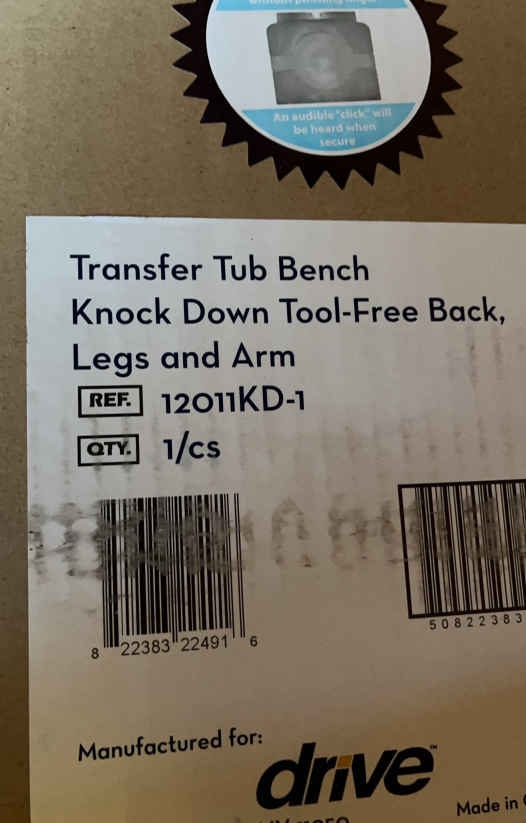 An audible "click" will
be heard when
secure
Transfer Tub Bench
Knock Down Tool-Free Back,
Legs and Arm
REF. 12011KD-1
QTY. 1/cs
8 22383 22491 6
5 0 8 2 2 3 8 3
Manufactured for:
drive™
Made in